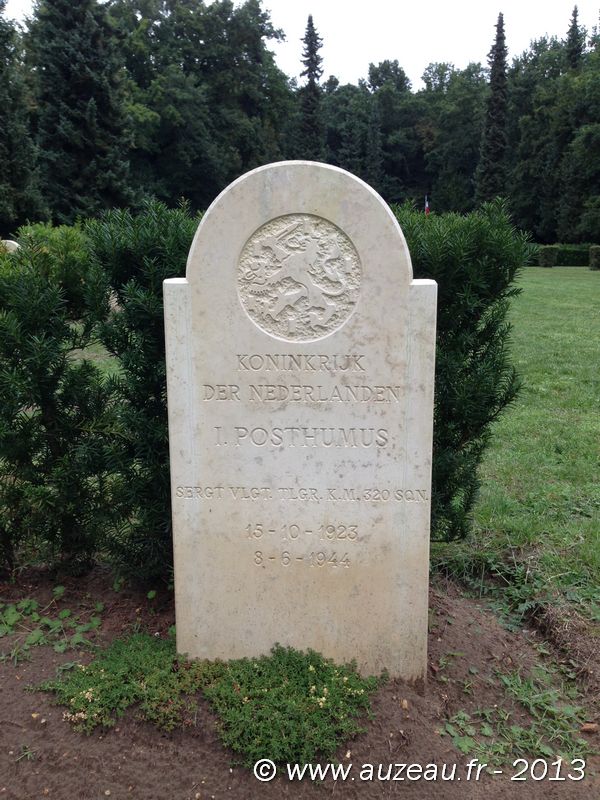 KONINKRIJK
DER NEDERLANDEN
I. POSTHUMUS
SERGT VLGT. TLGR. K.M. 320 SQN.
15-10-1923
8-6-1944
© www.auzeau.fr - 2013